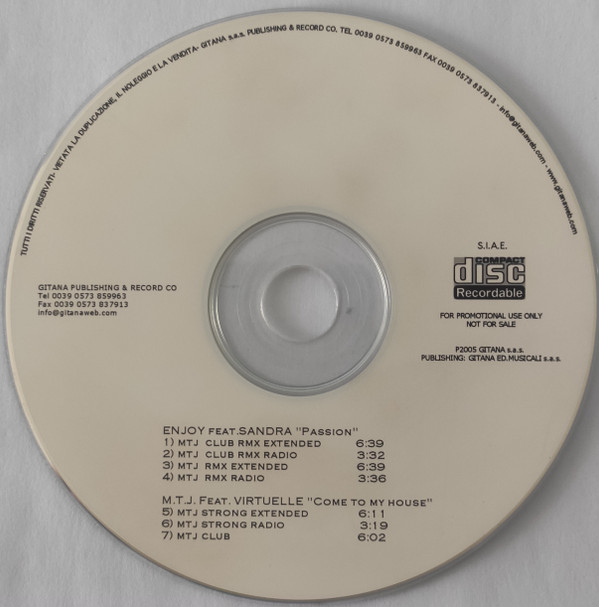 TUTTI I DIRITTI RISERVATI- VIETATA LA DUPLICAZIONE, IL NOLEGGIO E LA VENDITA- GITANA s.a.s. PUBLISHING & RECORD CO. TEL 0039 0573 859963 FAX 0039 0573 837913 - info@gitanaweb.com - www.gitanaweb.com
S.I.A.E.
COMPACT
disc
Recordable
GITANA PUBLISHING & RECORD CO
Tel 0039 0573 859963
Fax 0039 0573 837913
info@gitanaweb.com
FOR PROMOTIONAL USE ONLY
NOT FOR SALE
P2005 GITANA s.a.s.
PUBLISHING: GITANA ED.MUSICALI s.a.s.
ENJOY FEAT.SANDRA "PASSION"
1) MTJ CLUB RMX EXTENDED 6:39
2) MTJ CLUB RMX RADIO 3:32
3) MTJ RMX EXTENDED 6:39
4) MTJ RMX RADIO 3:36
M.T.J. FEAT. VIRTUELLE "COME TO MY HOUSE"
5) MTJ STRONG EXTENDED 6:11
6) MTJ STRONG RADIO 3:19
7) MTJ CLUB 6:02